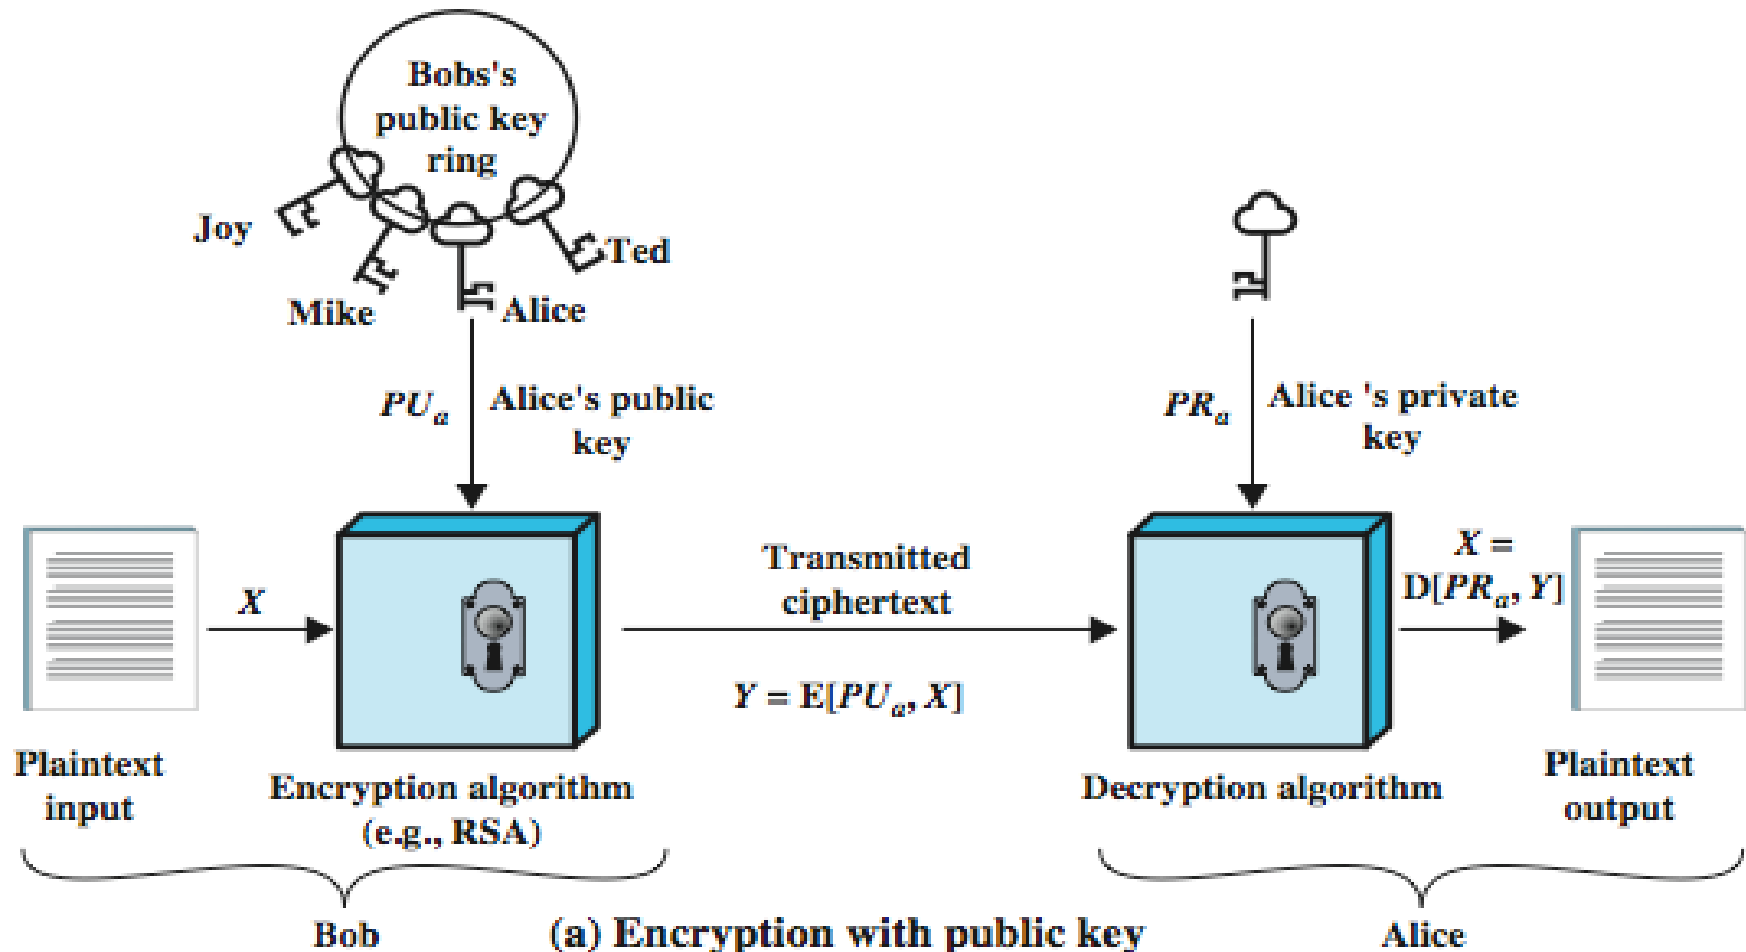 Bobs's
public key
ring
Joy
Ted
Mike
Alice
PUa
Alice's public
key
PRa
Alice 's private
key
X
Transmitted
ciphertext
Y = E[PUa, X]
X =
D[PRa, Y]
Plaintext
input
Encryption algorithm
(e.g., RSA)
Decryption algorithm
Plaintext
output
Bob
(a) Encryption with public key
Alice